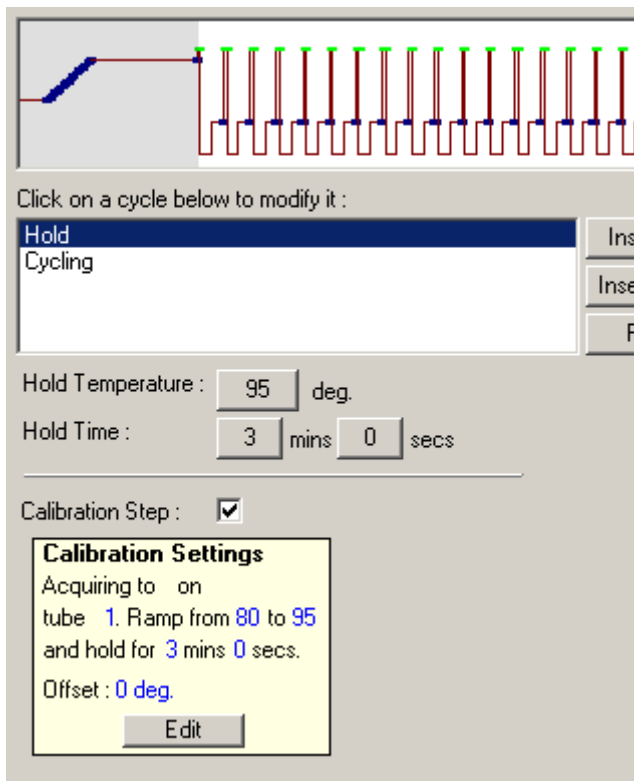 Click on a cycle below to modify it :
Hold
Cycling
Hold Temperature : 95 deg.
Hold Time : 3 mins 0 secs
Calibration Step :
Calibration Settings
Acquiring to on
tube 1. Ramp from 80 to 95
and hold for 3 mins 0 secs.
Offset : 0 deg.
Edit